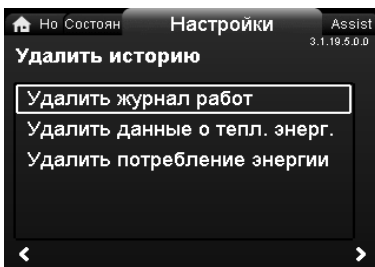 Но Состоян Настройки Assist
3.1.19.5.0.0
Удалить историю
Удалить журнал работ
Удалить данные о тепл. энерг.
Удалить потребление энергии